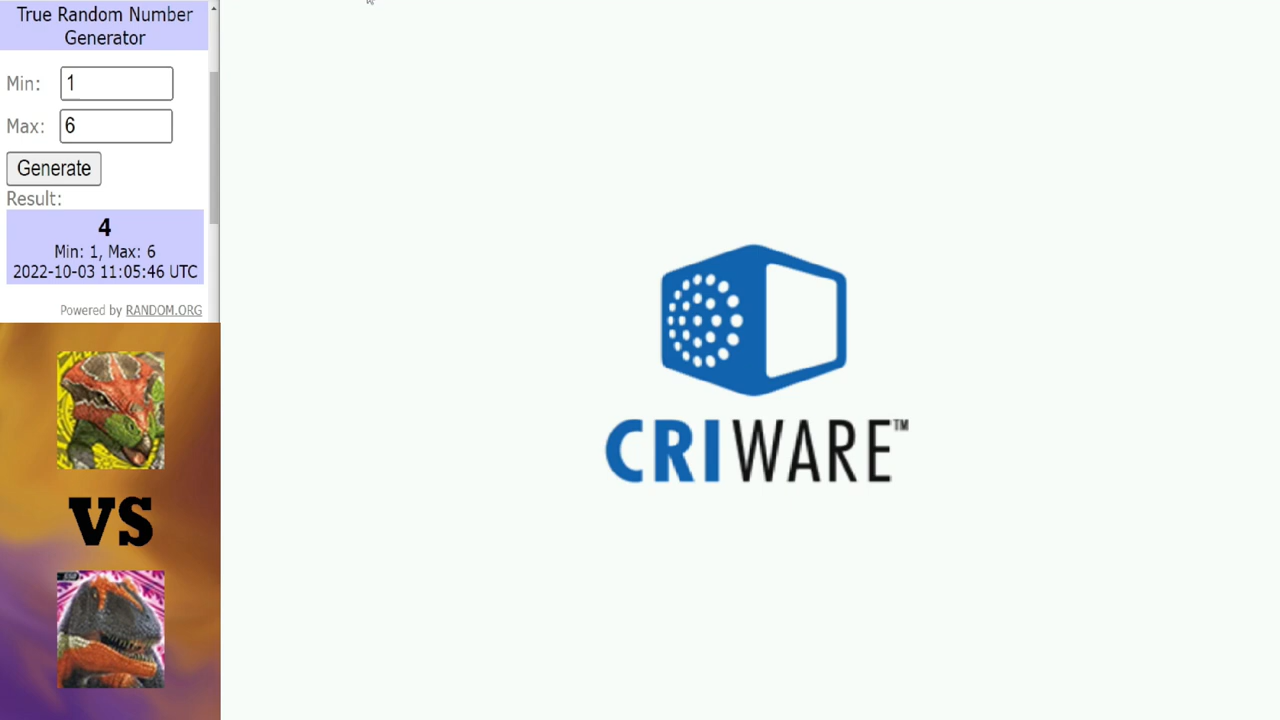 True Random Number
Generator
Min: 1
Max: 6
Generate
Result:
4
Min: 1, Max: 6
2022-10-03 11:05:46 UTC
Powered by RANDOM.ORG
VS
CRIWARE™